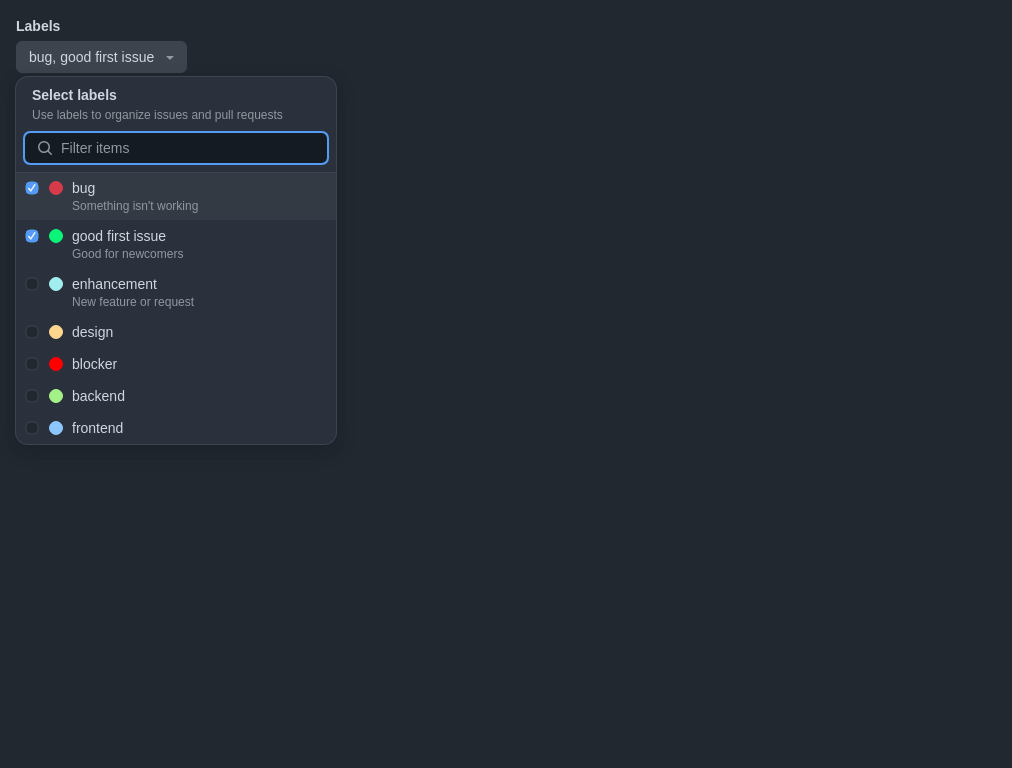 Labels
bug, good first issue
Select labels
Use labels to organize issues and pull requests
Filter items
bug
Something isn't working
good first issue
Good for newcomers
enhancement
New feature or request
design
blocker
backend
frontend